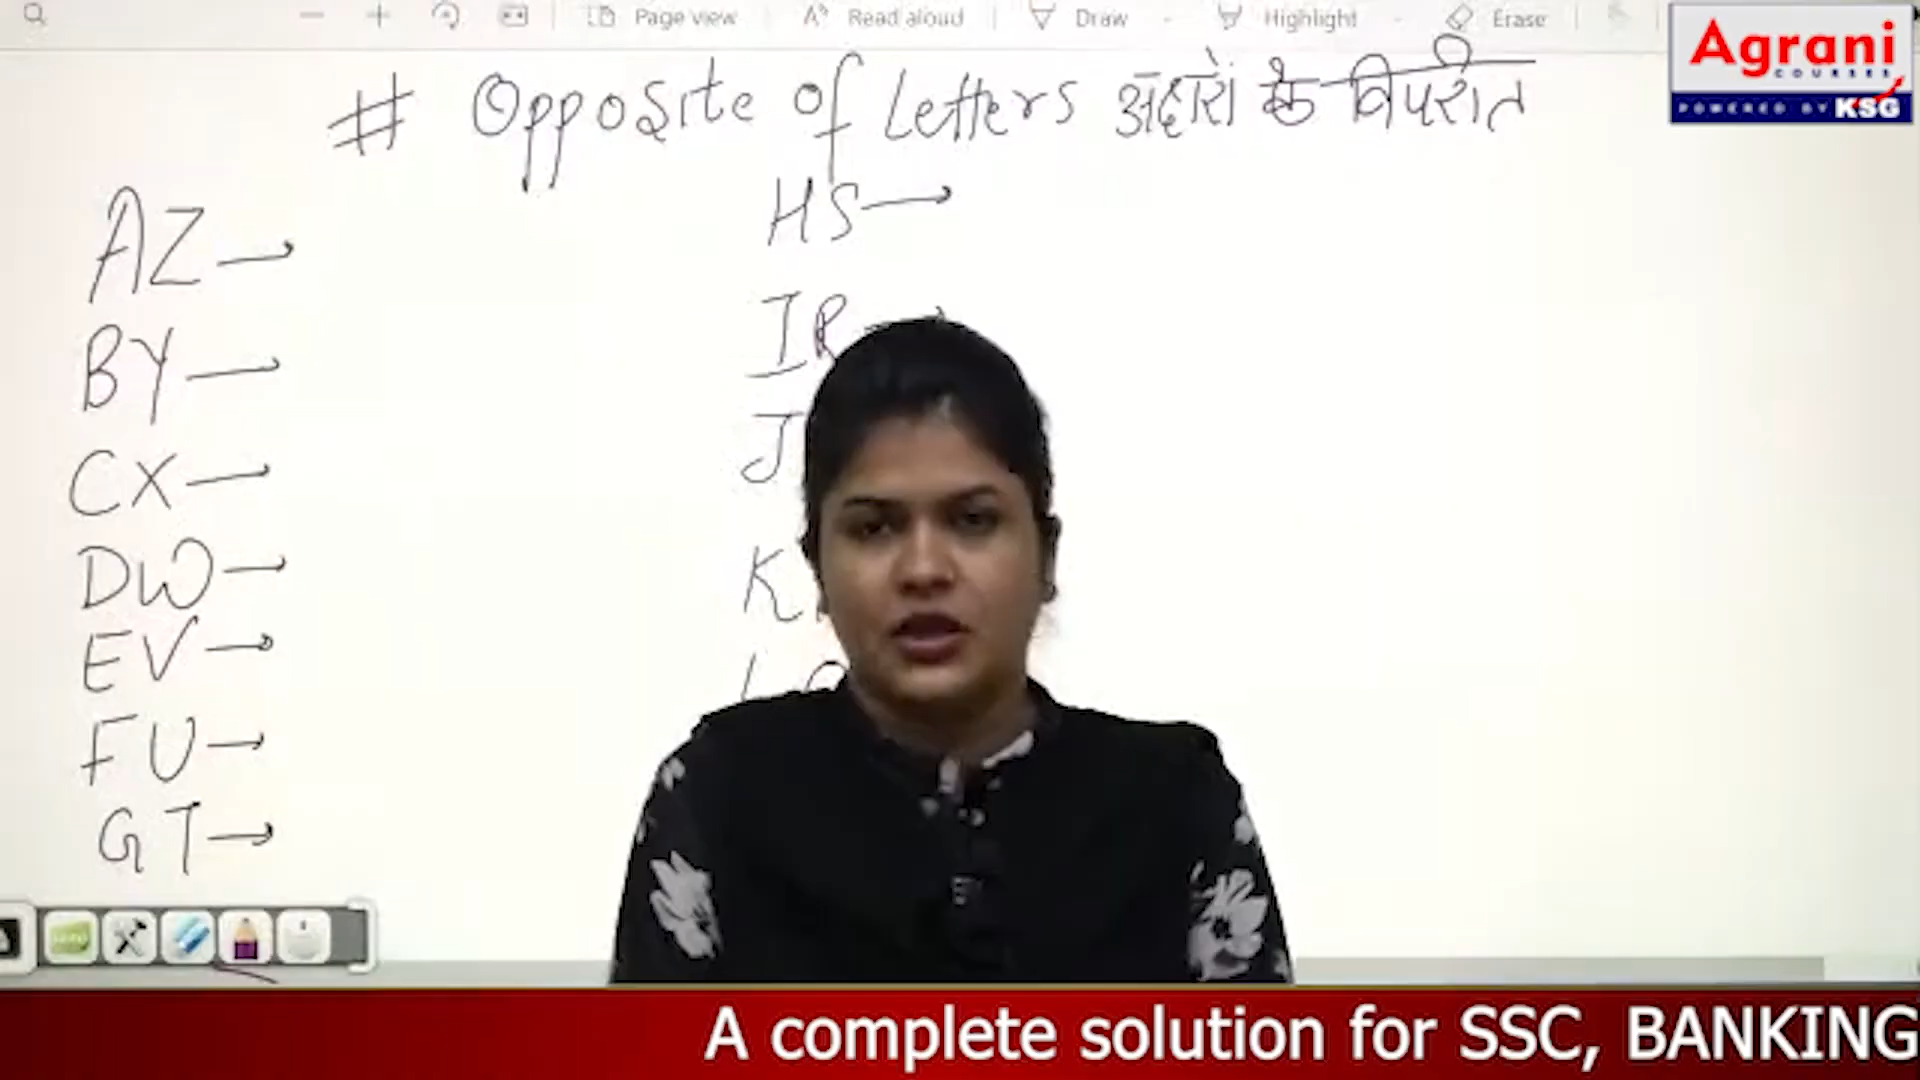 Page view Read aloud Draw Highlight Erase
Agrani
COURSES
POWERED BY KSG
# Opposite of Letters अक्षरों के विपरीत
AZ →
BY →
CX →
DW →
EV →
FU →
GT →
HS →
IR →
J
K
L
A complete solution for SSC, BANKING